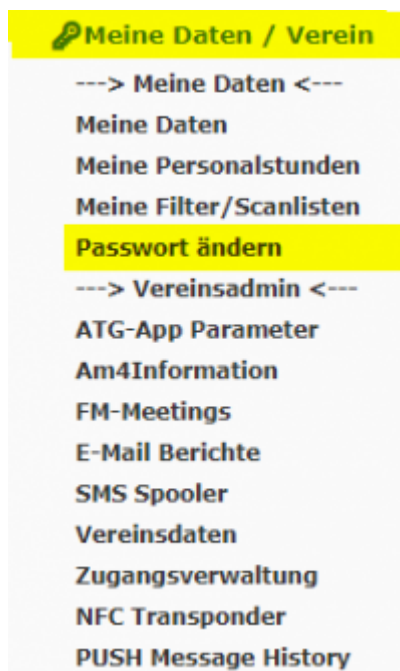 Meine Daten / Verein
---> Meine Daten <---
Meine Daten
Meine Personalstunden
Meine Filter/Scanlisten
Passwort ändern
---> Vereinsadmin <---
ATG-App Parameter
Am4Information
FM-Meetings
E-Mail Berichte
SMS Spooler
Vereinsdaten
Zugangsverwaltung
NFC Transponder
PUSH Message History